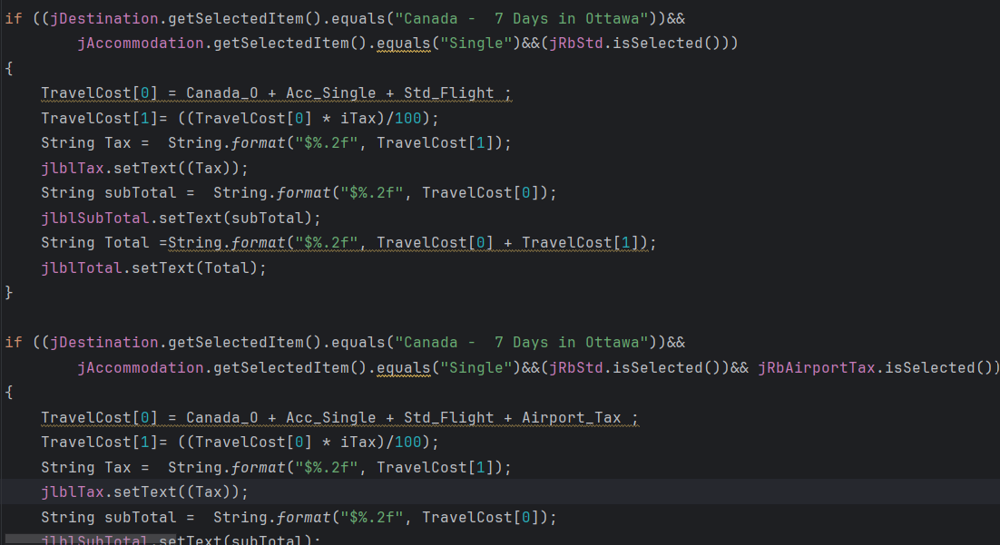 if ((jDestination.getSelectedItem().equals("Canada -  7 Days in Ottawa"))&&
        jAccommodation.getSelectedItem().equals("Single")&&(jRbStd.isSelected()))
{
    TravelCost[0] = Canada_O + Acc_Single + Std_Flight ;
    TravelCost[1]= ((TravelCost[0] * iTax)/100);
    String Tax =  String.format("$%.2f", TravelCost[1]);
    jlblTax.setText((Tax));
    String subTotal =  String.format("$%.2f", TravelCost[0]);
    jlblSubTotal.setText(subTotal);
    String Total =String.format("$%.2f", TravelCost[0] + TravelCost[1]);
    jlblTotal.setText(Total);
}
if ((jDestination.getSelectedItem().equals("Canada -  7 Days in Ottawa"))&&
        jAccommodation.getSelectedItem().equals("Single")&&(jRbStd.isSelected())&& jRbAirportTax.isSelected())
{
    TravelCost[0] = Canada_O + Acc_Single + Std_Flight + Airport_Tax ;
    TravelCost[1]= ((TravelCost[0] * iTax)/100);
    String Tax =  String.format("$%.2f", TravelCost[1]);
    jlblTax.setText((Tax));
    String subTotal =  String.format("$%.2f", TravelCost[0]);
    jlblSubTotal.setText(subTotal);